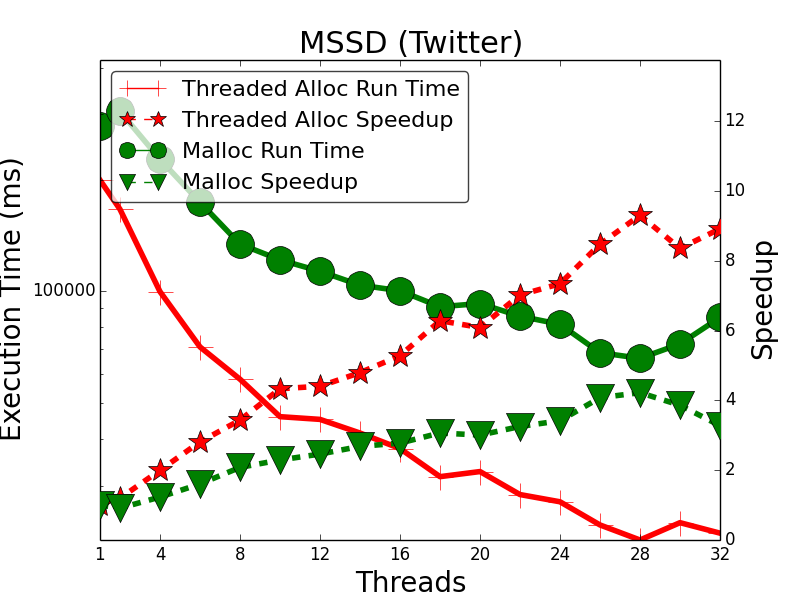 MSSD (Twitter)
Threaded Alloc Run Time
Threaded Alloc Speedup
Malloc Run Time
Malloc Speedup
Execution Time (ms)
100000
Speedup
12
10
8
6
4
2
0
1 4 8 12 16 20 24 28 32
Threads